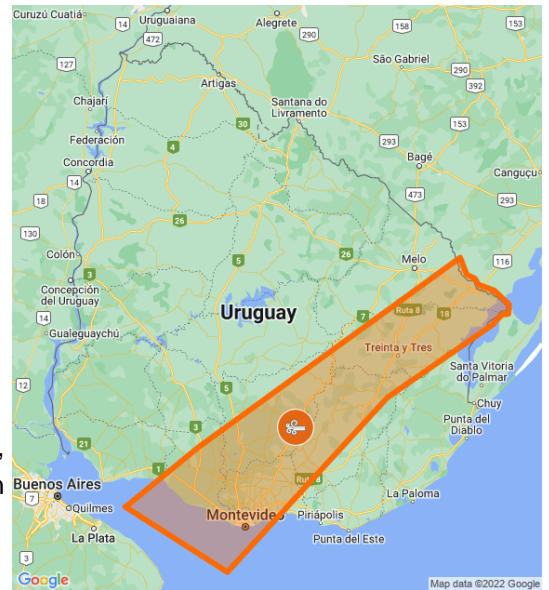 Curuzú Cuatiá
Uruguaiana
14
472
Alegrete
290
158
153
São Gabriel
127
290
392
Artigas
Chajarí
Santana do
Livramento
30
153
Federación
4
293
Concordia
14
Bagé
Canguçu
18
473
293
26
130
Colón
5
26
Melo
116
3
Concepción
del Uruguay
Uruguay
7
Ruta 8
18
14
Gualeguaychú
Treinta y Tres
Santa Vitoria
do Palmar
12
5
Chuy
3
Punta del
Diablo
21
1
,
n
Buenos Aires
7
Quilmes
La Plata
Montevideo
Piriápolis
La Paloma
Punta del Este
3
Google
Map data ©2022 Google